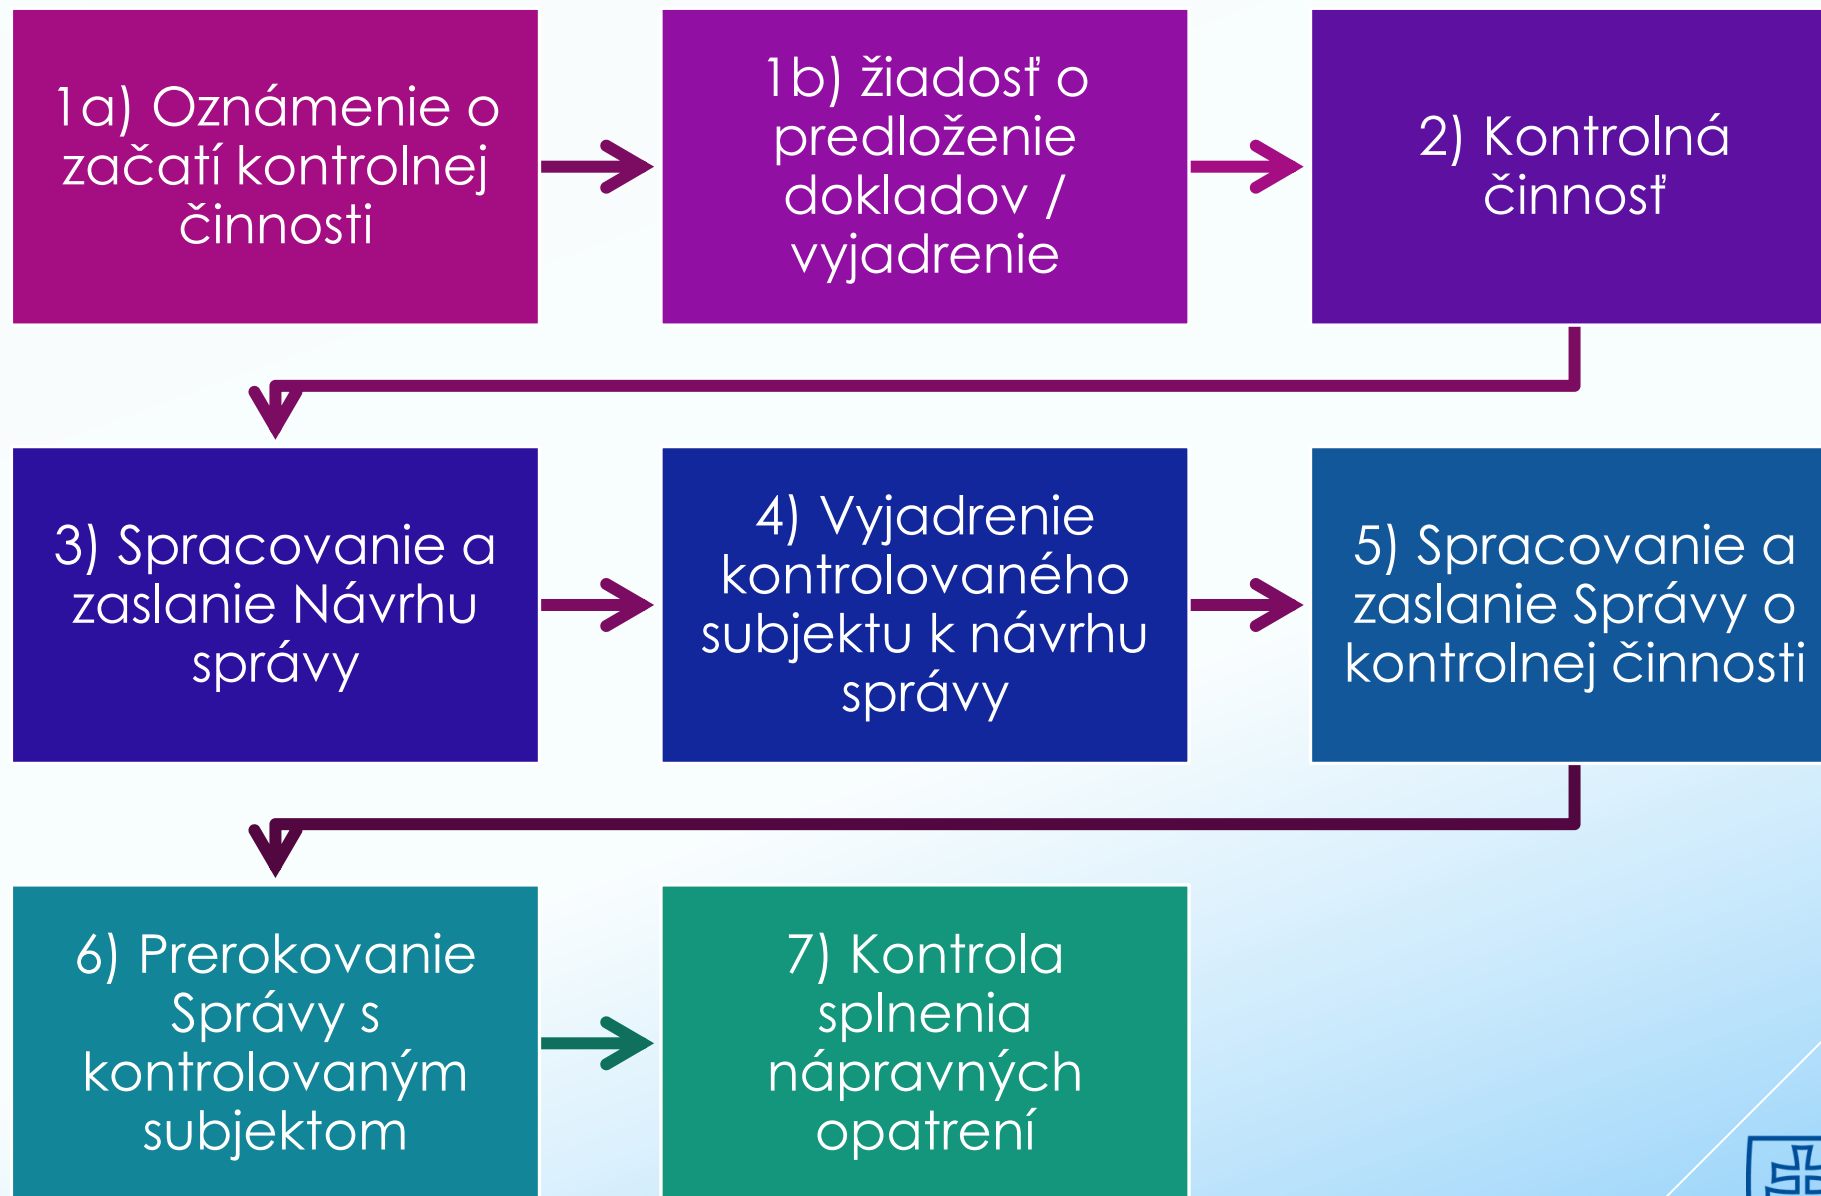 1a) Oznámenie o
začatí kontrolnej
činnosti
1b) žiadosť o
predloženie
dokladov /
vyjadrenie
2) Kontrolná
činnosť
3) Spracovanie a
zaslanie Návrhu
správy
4) Vyjadrenie
kontrolovaného
subjektu k návrhu
správy
5) Spracovanie a
zaslanie Správy o
kontrolnej činnosti
6) Prerokovanie
Správy s
kontrolovaným
subjektom
7) Kontrola
splnenia
nápravných
opatrení